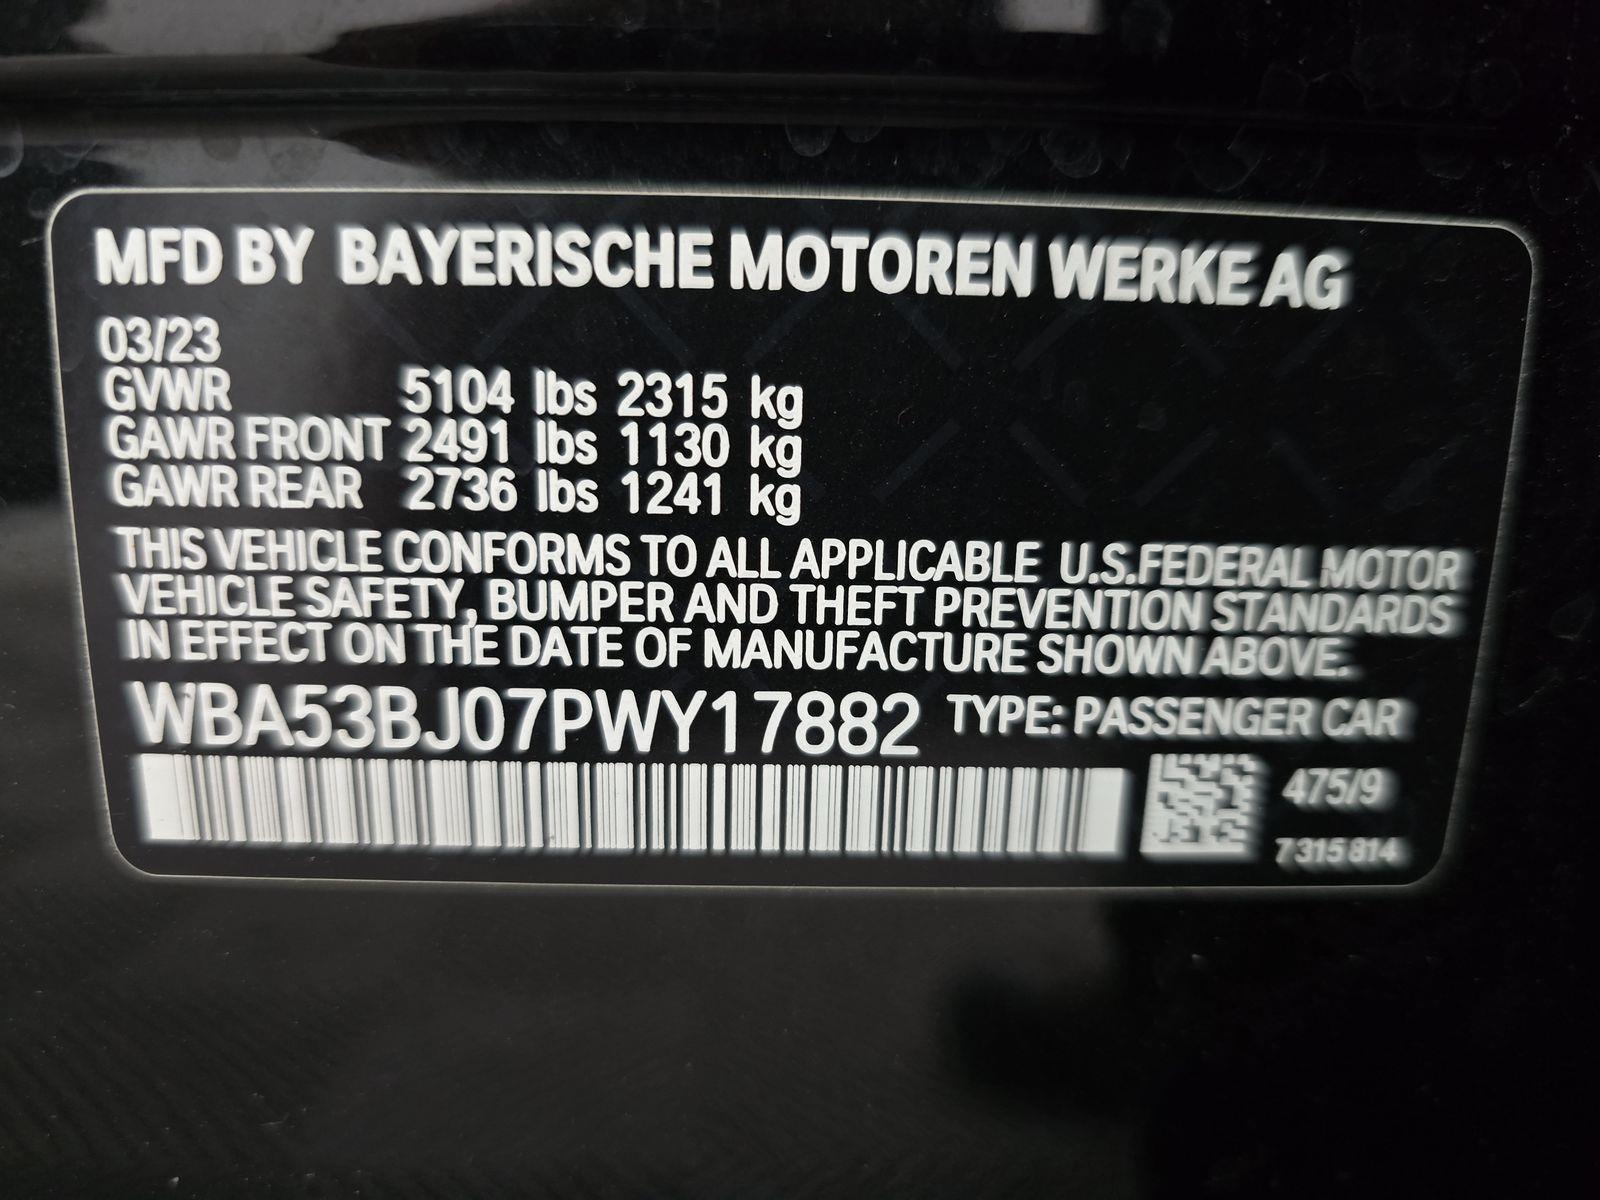 MFD BY BAYERISCHE MOTOREN WERKE AG
03/23
GVWR 5104 lbs 2315 kg
GAWR FRONT 2491 lbs 1130 kg
GAWR REAR 2736 lbs 1241 kg
THIS VEHICLE CONFORMS TO ALL APPLICABLE U.S.FEDERAL MOTOR
VEHICLE SAFETY, BUMPER AND THEFT PREVENTION STANDARDS
IN EFFECT ON THE DATE OF MANUFACTURE SHOWN ABOVE.
WBA53BJ07PWY17882 TYPE: PASSENGER CAR
475/9
7315814